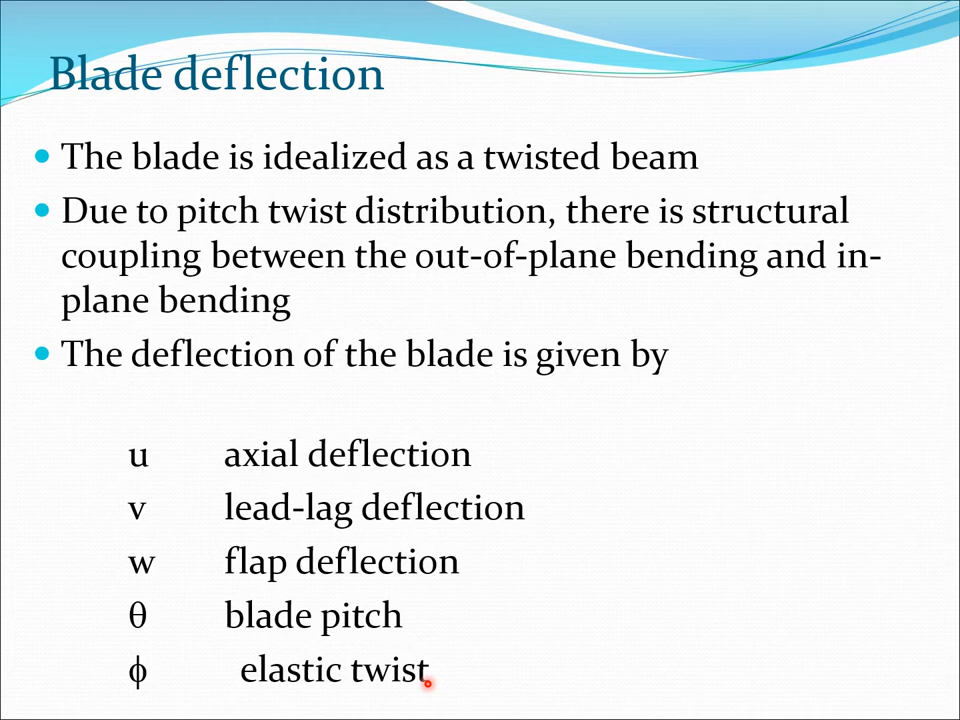 Blade deflection
• The blade is idealized as a twisted beam
• Due to pitch twist distribution, there is structural
coupling between the out-of-plane bending and in-
plane bending
• The deflection of the blade is given by
u axial deflection
v lead-lag deflection
w flap deflection
θ blade pitch
ϕ elastic twist